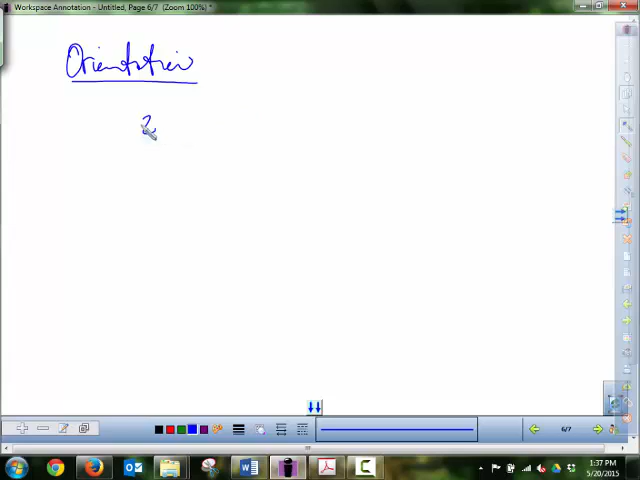 Workspace Annotation - Untitled, Page 6/7 (Zoom 100%) *
Orientation
2
6/7
1:37 PM
5/20/2015